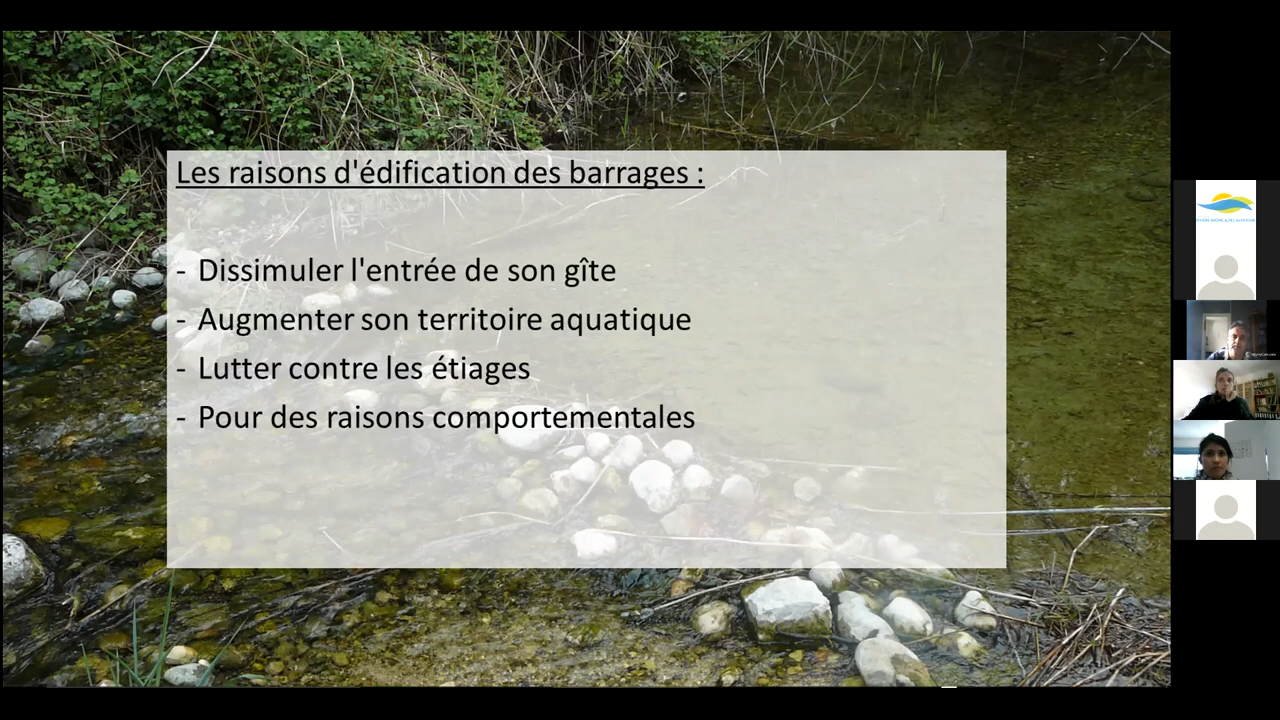 Les raisons d'édification des barrages :
- Dissimuler l'entrée de son gîte
- Augmenter son territoire aquatique
- Lutter contre les étiages
- Pour des raisons comportementales